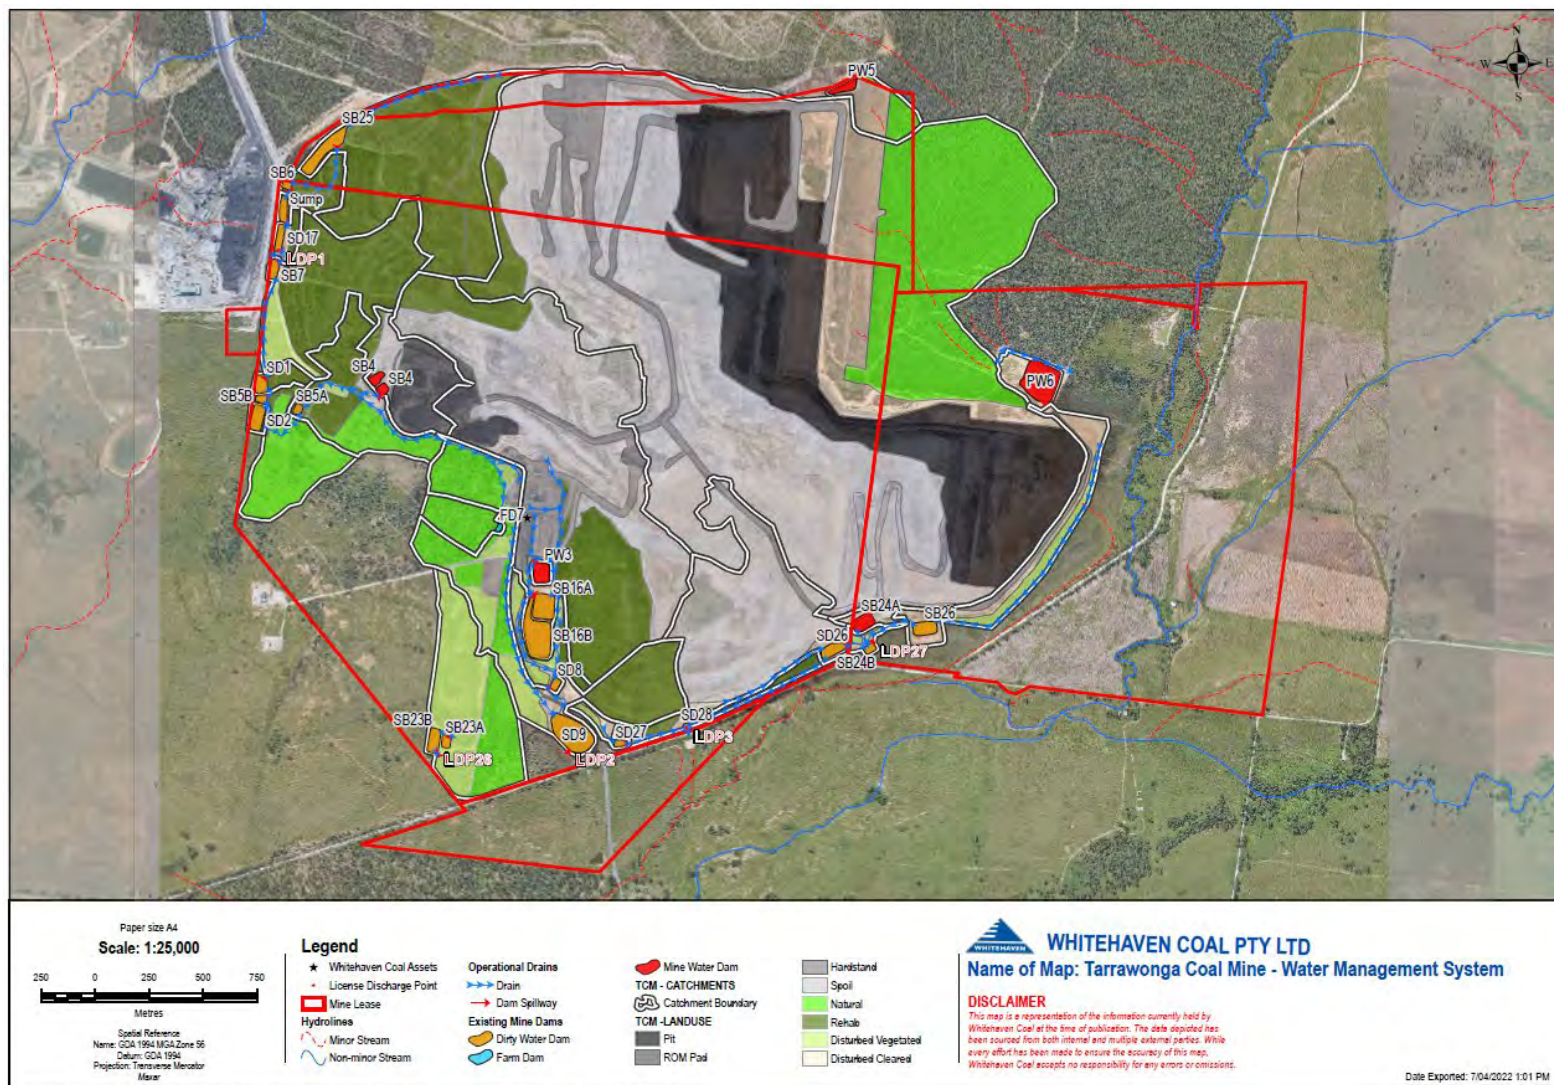 N
W
E
S
PW5
SB25
SB6
Sump
SD17
LDP1
SB7
SD1
SB4
SB4
SB5B
SB5A
SD2
PW6
FD7
PW3
SB16A
SB16B
SB24A
SB26
SD26
LDP27
SB24B
SD8
SB23B
SB23A
SD9
SD27
SD28
LDP3
LDP26
LDP2
Paper size A4
Scale: 1:25,000
250 0 250 500 750
Metres
Spatial Reference
Name: GDA 1994 MGA Zone 56
Datum: GDA 1994
Projection: Transverse Mercator
Maxar
Legend
Whitehaven Coal Assets
License Discharge Point
Mine Lease
Hydrolines
Minor Stream
Non-minor Stream
Operational Drains
Drain
Dam Spillway
Existing Mine Dams
Dirty Water Dam
Farm Dam
Mine Water Dam
TCM - CATCHMENTS
Catchment Boundary
TCM -LANDUSE
Pit
ROM Pad
Hardstand
Spoil
Natural
Rehab
Disturbed Vegetated
Disturbed Cleared
WHITEHAVEN
WHITEHAVEN COAL PTY LTD
Name of Map: Tarrawonga Coal Mine - Water Management System
DISCLAIMER
This map is a representation of the information currently held by
Whitehaven Coal at the time of publication. The data depicted has
been sourced from both internal and multiple external parties. While
every effort has been made to ensure the accuracy of this map,
Whitehaven Coal accepts no responsibility for any errors or omissions.
Date Exported: 7/04/2022 1:01 PM